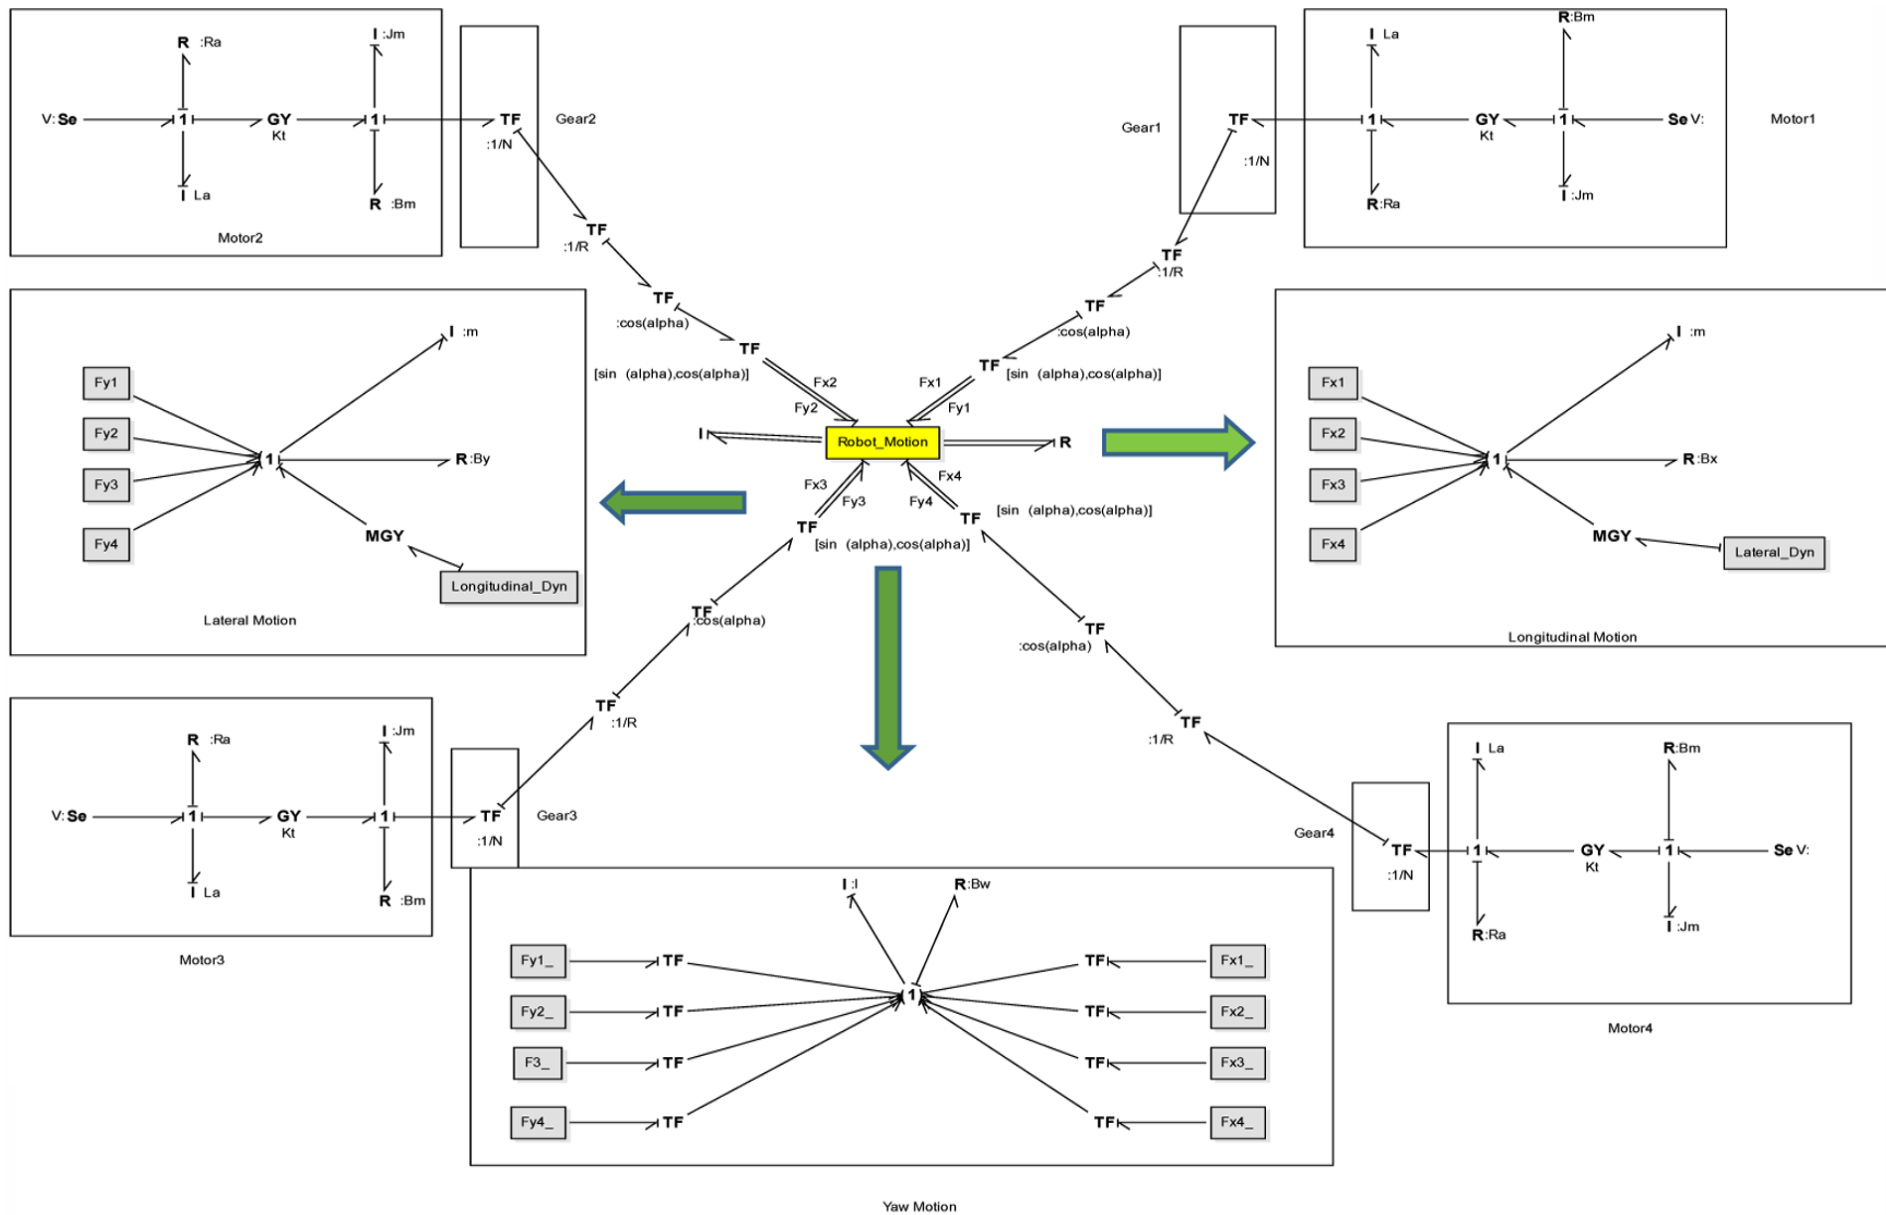 R :Ra
I :Jm
V: Se
1
GY
Kt
1
I La
R :Bm
Motor2
TF
:1/N
Gear2
TF
:1/R
TF
:cos(alpha)
TF
[sin (alpha),cos(alpha)]
Fx2
Fy2
Gear1
TF
:1/N
I La
R:Bm
1
GY
Kt
1
Se V:
R:Ra
I :Jm
Motor1
TF
:1/R
TF
:cos(alpha)
TF
[sin (alpha),cos(alpha)]
Fx1
Fy1
I
Robot_Motion
R
Fy1
Fy2
Fy3
Fy4
1
I :m
R:By
MGY
Longitudinal_Dyn
Lateral Motion
Fx1
Fx2
Fx3
Fx4
1
I :m
R:Bx
MGY
Lateral_Dyn
Longitudinal Motion
Fx3
Fy3
TF
[sin (alpha),cos(alpha)]
TF
:cos(alpha)
TF
:1/R
Fx4
Fy4
TF
[sin (alpha),cos(alpha)]
TF
:cos(alpha)
TF
:1/R
R :Ra
I :Jm
V: Se
1
GY
Kt
1
I La
R :Bm
Motor3
TF
:1/N
Gear3
Gear4
TF
:1/N
I La
R:Bm
1
GY
Kt
1
Se V:
R:Ra
I :Jm
Motor4
I :I
R:Bw
Fy1_
TF
TF
Fx1_
1
Fy2_
TF
TF
Fx2_
F3_
TF
TF
Fx3_
Fy4_
TF
TF
Fx4_
Yaw Motion